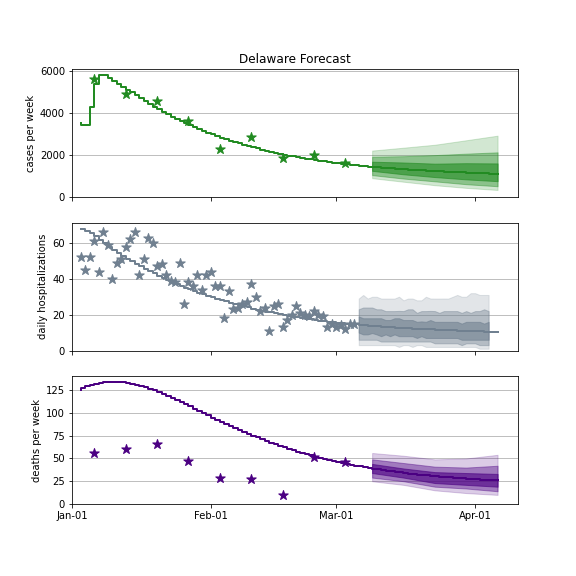 Delaware Forecast
6000
4000
2000
0
cases per week
60
40
20
0
daily hospitalizations
125
100
75
50
25
0
deaths per week
Jan-01 Feb-01 Mar-01 Apr-01